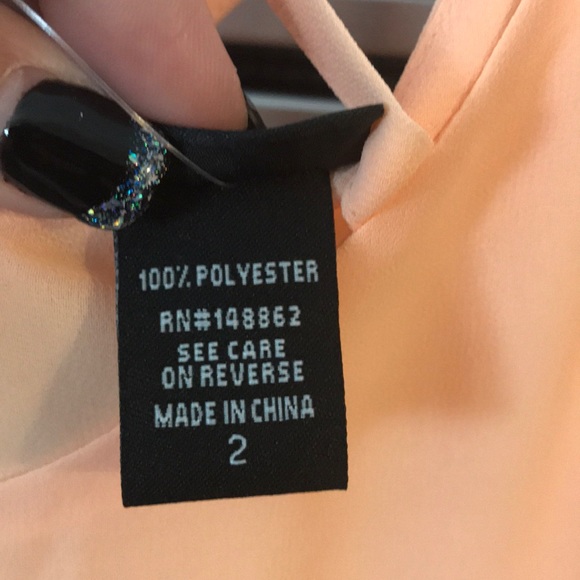 100% POLYESTER
RN#148862
SEE CARE
ON REVERSE
MADE IN CHINA
2